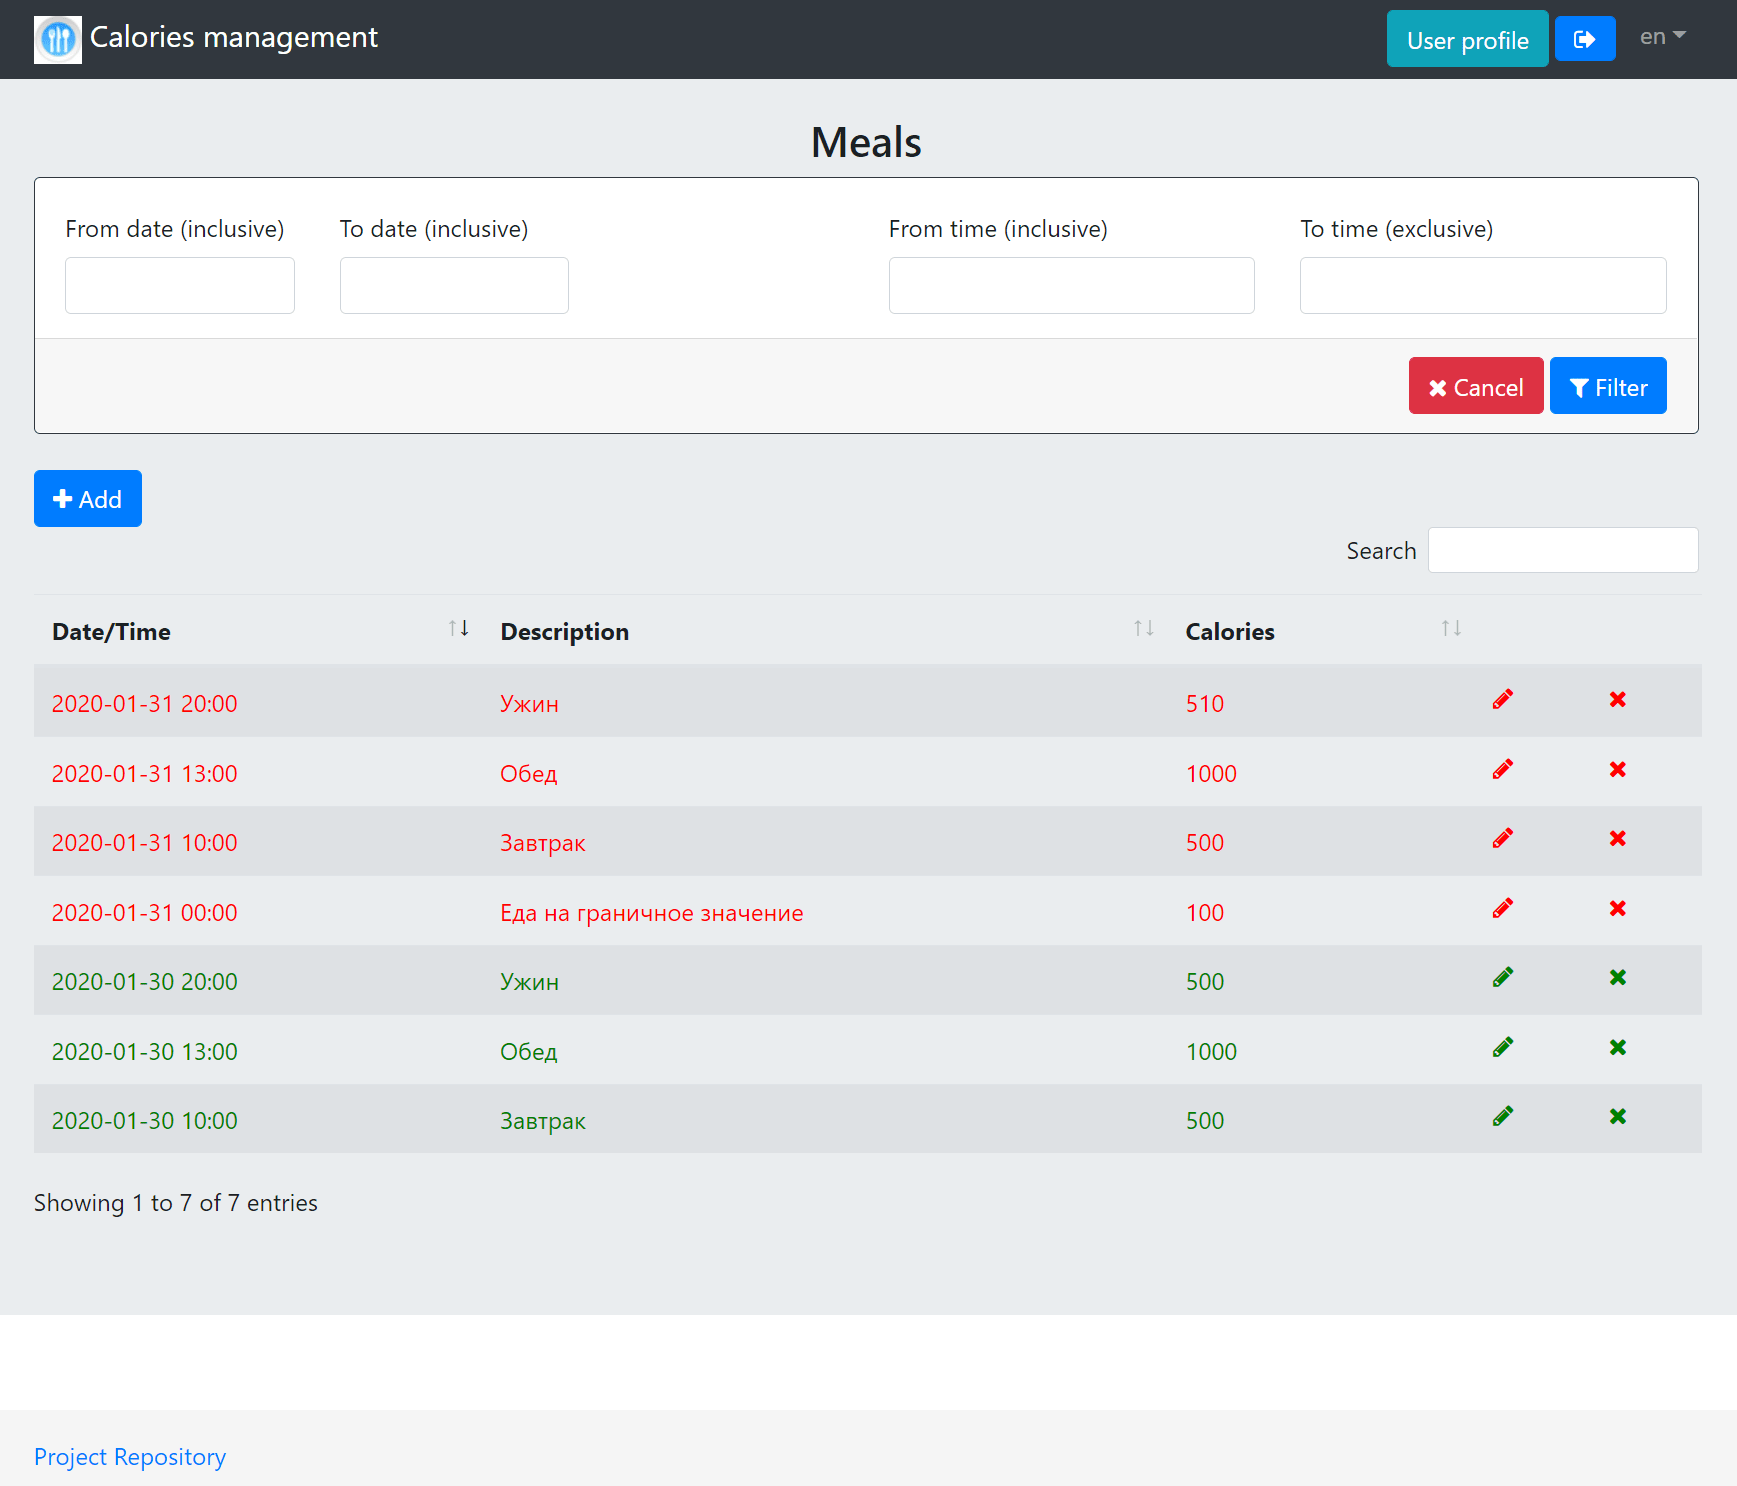 Calories management
User profile
en
Meals
From date (inclusive)
To date (inclusive)
From time (inclusive)
To time (exclusive)
Cancel
Filter
Add
Search
Date/Time Description Calories
2020-01-31 20:00 Ужин 510
2020-01-31 13:00 Обед 1000
2020-01-31 10:00 Завтрак 500
2020-01-31 00:00 Еда на граничное значение 100
2020-01-30 20:00 Ужин 500
2020-01-30 13:00 Обед 1000
2020-01-30 10:00 Завтрак 500
Showing 1 to 7 of 7 entries
Project Repository